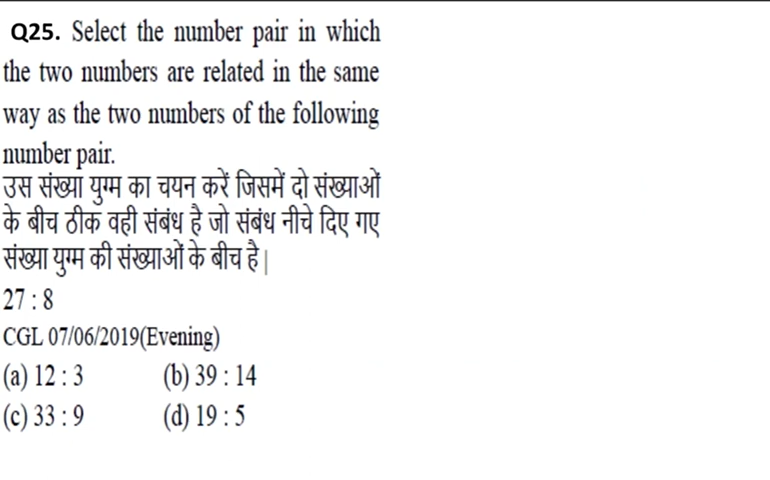 Q25. Select the number pair in which
the two numbers are related in the same
way as the two numbers of the following
number pair.
उस संख्या युग्म का चयन करें जिसमें दो संख्याओं
के बीच ठीक वही संबंध है जो संबंध नीचे दिए गए
संख्या युग्म की संख्याओं के बीच है|
27 : 8
CGL 07/06/2019(Evening)
(a) 12 : 3 (b) 39 : 14
(c) 33 : 9 (d) 19 : 5